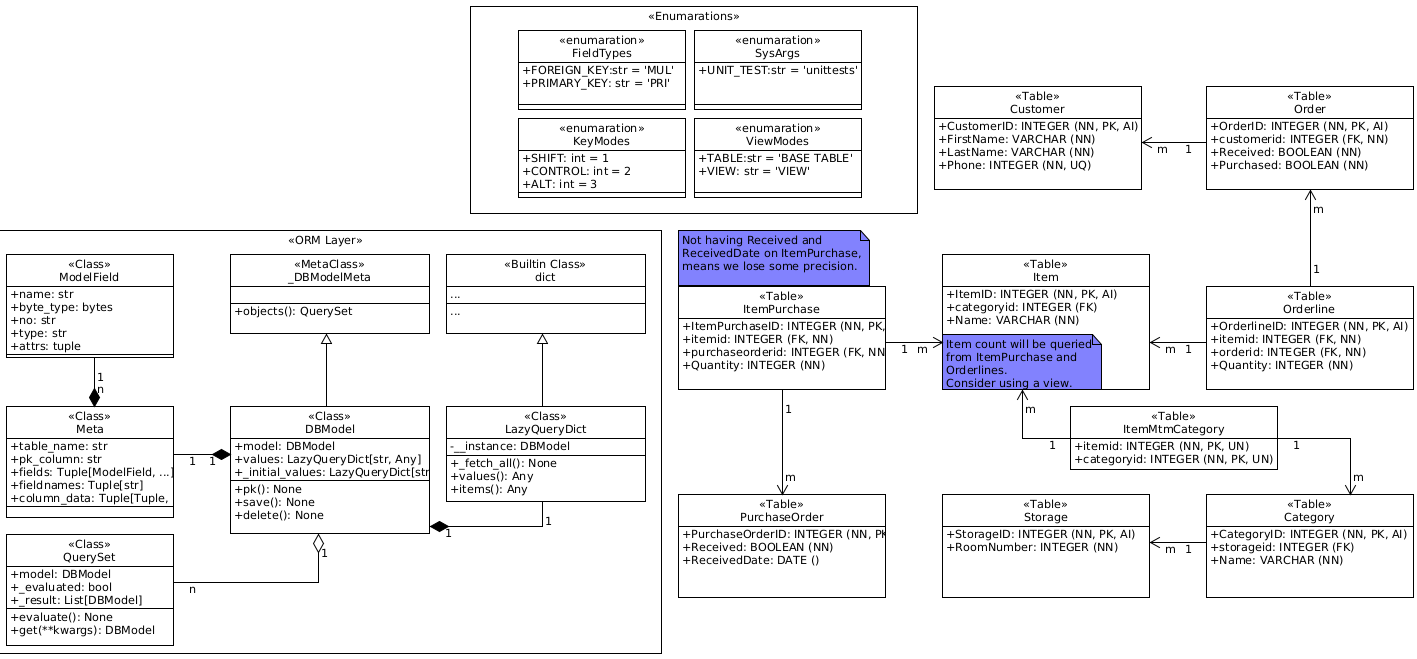 «Enumarations»
«enumaration»
FieldTypes
+FOREIGN_KEY:str = 'MUL'
+PRIMARY_KEY: str = 'PRI'
«enumaration»
SysArgs
+UNIT_TEST:str = 'unittests'
«enumaration»
KeyModes
+SHIFT: int = 1
+CONTROL: int = 2
+ALT: int = 3
«enumaration»
ViewModes
+TABLE:str = 'BASE TABLE'
+VIEW: str = 'VIEW'
«Table»
Customer
+CustomerID: INTEGER (NN, PK, AI)
+FirstName: VARCHAR (NN)
+LastName: VARCHAR (NN)
+Phone: INTEGER (NN, UQ)
m 1
«Table»
Order
+OrderID: INTEGER (NN, PK, AI)
+customerid: INTEGER (FK, NN)
+Received: BOOLEAN (NN)
+Purchased: BOOLEAN (NN)
m
1
«ORM Layer»
«Class»
ModelField
+name: str
+byte_type: bytes
+no: str
+type: str
+attrs: tuple
1
n
«MetaClass»
_DBModelMeta
+objects(): QuerySet
«Builtin Class»
dict
...
...
«Class»
Meta
+table_name: str
+pk_column: str
+fields: Tuple[ModelField, ...]
+fieldnames: Tuple[str]
+column_data: Tuple[Tuple,
1 1
«Class»
DBModel
+model: DBModel
+values: LazyQueryDict[str, Any]
+_initial_values: LazyQueryDict[str
+pk(): None
+save(): None
+delete(): None
«Class»
LazyQueryDict
-__instance: DBModel
+_fetch_all(): None
+values(): Any
+items(): Any
1
1
«Class»
QuerySet
+model: DBModel
+_evaluated: bool
+_result: List[DBModel]
+evaluate(): None
+get(**kwargs): DBModel
1
n
Not having Received and
ReceivedDate on ItemPurchase,
means we lose some precision.
«Table»
ItemPurchase
+ItemPurchaseID: INTEGER (NN, PK,
+itemid: INTEGER (FK, NN)
+purchaseorderid: INTEGER (FK, NN
+Quantity: INTEGER (NN)
1 m
«Table»
Item
+ItemID: INTEGER (NN, PK, AI)
+categoryid: INTEGER (FK)
+Name: VARCHAR (NN)
Item count will be queried
from ItemPurchase and
Orderlines.
Consider using a view.
m 1
«Table»
Orderline
+OrderlineID: INTEGER (NN, PK, AI)
+itemid: INTEGER (FK, NN)
+orderid: INTEGER (FK, NN)
+Quantity: INTEGER (NN)
1
m
m
1
«Table»
ItemMtmCategory
+itemid: INTEGER (NN, PK, UN)
+categoryid: INTEGER (NN, PK, UN)
1
m
«Table»
PurchaseOrder
+PurchaseOrderID: INTEGER (NN, PK
+Received: BOOLEAN (NN)
+ReceivedDate: DATE ()
«Table»
Storage
+StorageID: INTEGER (NN, PK, AI)
+RoomNumber: INTEGER (NN)
m 1
«Table»
Category
+CategoryID: INTEGER (NN, PK, AI)
+storageid: INTEGER (FK)
+Name: VARCHAR (NN)